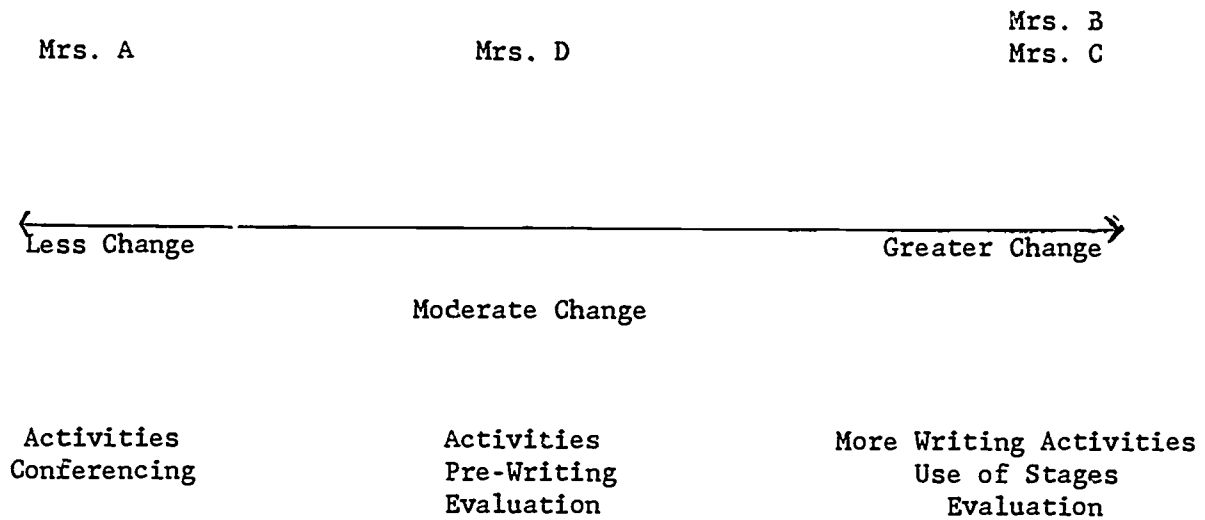 Mrs. B
Mrs. A Mrs. D Mrs. C
Less Change Greater Change
Moderate Change
Activities Activities More Writing Activities
Conferencing Pre-Writing Use of Stages
Evaluation Evaluation